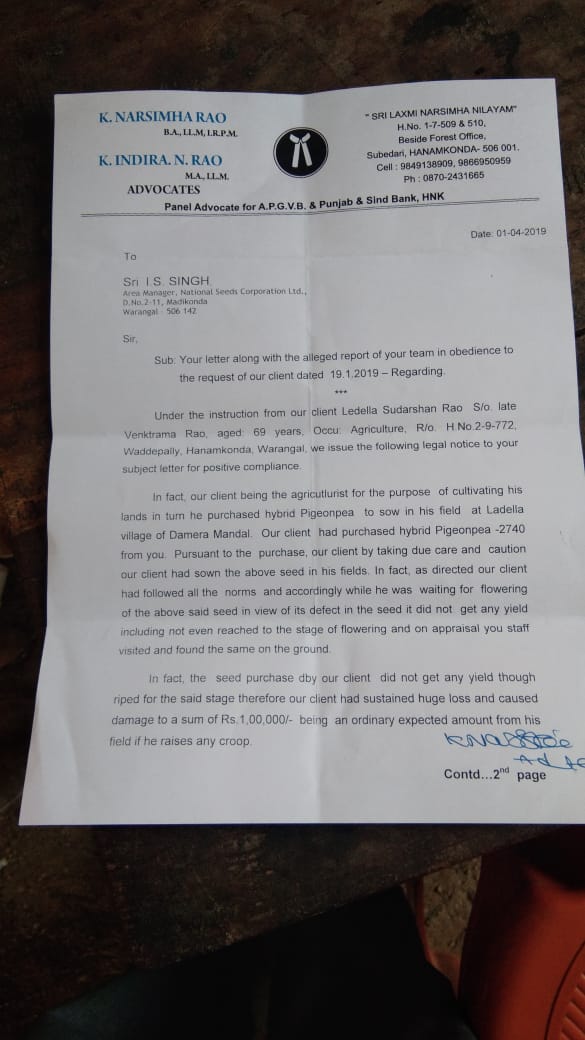 K. NARSIMHA RAO
B.A., LL.M, I.R.P.M.
K. INDIRA. N. RAO
M.A., LL.M.
ADVOCATES
" SRI LAXMI NARSIMHA NILAYAM"
H.No. 1-7-509 & 510,
Beside Forest Office,
Subedari, HANAMKONDA- 506 001.
Cell : 9849138909, 9866950959
Ph : 0870-2431665
Panel Advocate for A.P.G.V.B. & Punjab & Sind Bank, HNK
Date: 01-04-2019
To
Sri I.S. SINGH,
Area Manager, National Seeds Corporation Ltd.,
D.No.2-11, Madikonda
Warangal - 506 142
Sir,
Sub: Your letter along with the alleged report of your team in obedience to
the request of our client dated 19.1.2019 – Regarding.
***
Under the instruction from our client Ledella Sudarshan Rao S/o. late
Venktrama Rao, aged: 69 years, Occu: Agriculture, R/o. H.No.2-9-772,
Waddepally, Hanamkonda, Warangal, we issue the following legal notice to your
subject letter for positive compliance.
In fact, our client being the agricutlurist for the purpose of cultivating his
lands in turn he purchased hybrid Pigeonpea to sow in his field at Ladella
village of Damera Mandal. Our client had purchased hybrid Pigeonpea -2740
from you. Pursuant to the purchase, our client by taking due care and caution
our client had sown the above seed in his fields. In fact, as directed our client
had followed all the norms and accordingly while he was waiting for flowering
of the above said seed in view of its defect in the seed it did not get any yield
including not even reached to the stage of flowering and on appraisal you staff
visited and found the same on the ground.
In fact, the seed purchase dby our client did not get any yield though
riped for the said stage therefore our client had sustained huge loss and caused
damage to a sum of Rs.1,00,000/- being an ordinary expected amount from his
field if he raises any croop.
Contd...2nd page